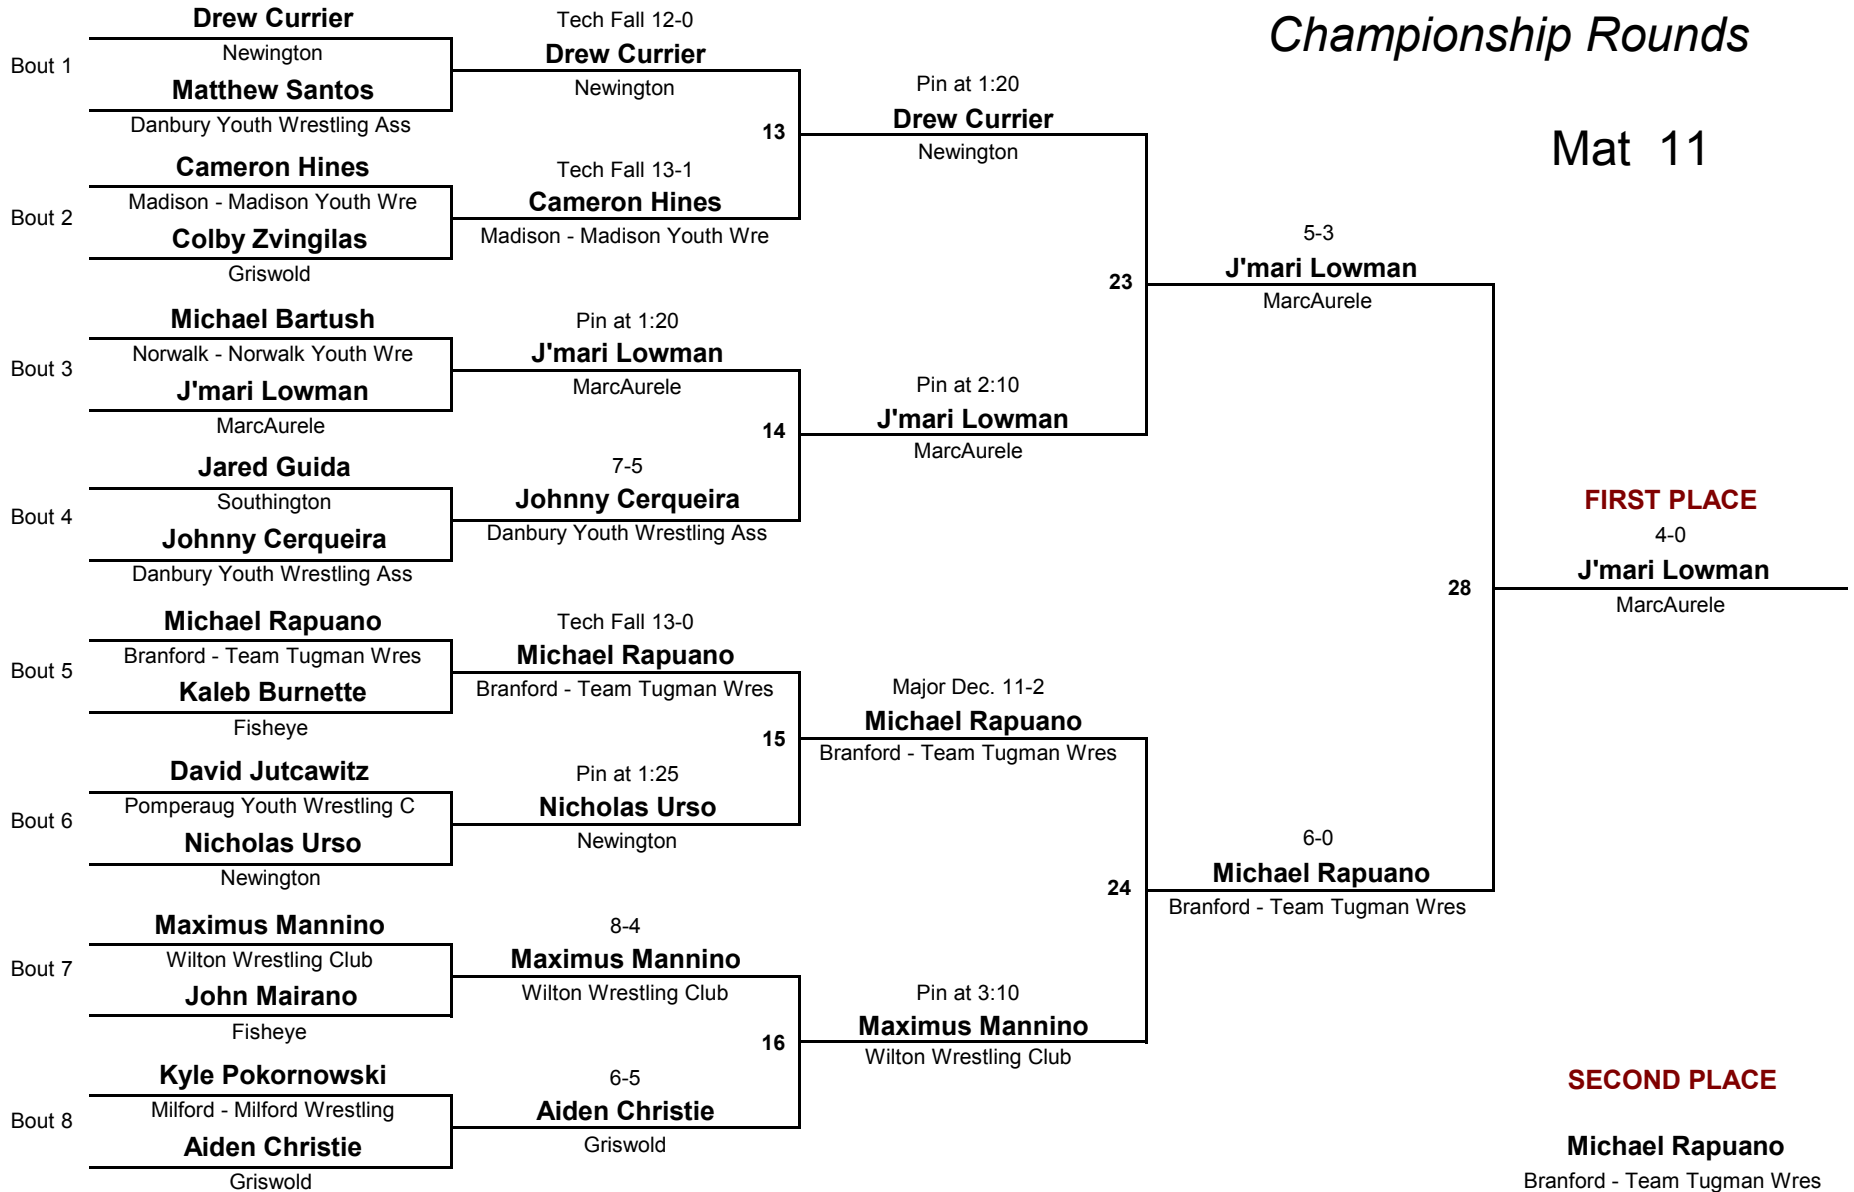 Championship Rounds
Mat 11
Bout 1
Drew Currier
Newington
Matthew Santos
Danbury Youth Wrestling Ass
Bout 2
Cameron Hines
Madison - Madison Youth Wre
Colby Zvingilas
Griswold
Bout 3
Michael Bartush
Norwalk - Norwalk Youth Wre
J'mari Lowman
MarcAurele
Bout 4
Jared Guida
Southington
Johnny Cerqueira
Danbury Youth Wrestling Ass
Bout 5
Michael Rapuano
Branford - Team Tugman Wres
Kaleb Burnette
Fisheye
Bout 6
David Jutcawitz
Pomperaug Youth Wrestling C
Nicholas Urso
Newington
Bout 7
Maximus Mannino
Wilton Wrestling Club
John Mairano
Fisheye
Bout 8
Kyle Pokornowski
Milford - Milford Wrestling
Aiden Christie
Griswold
Tech Fall 12-0
Drew Currier
Newington
13
Tech Fall 13-1
Cameron Hines
Madison - Madison Youth Wre
Pin at 1:20
J'mari Lowman
MarcAurele
14
7-5
Johnny Cerqueira
Danbury Youth Wrestling Ass
Tech Fall 13-0
Michael Rapuano
Branford - Team Tugman Wres
15
Pin at 1:25
Nicholas Urso
Newington
8-4
Maximus Mannino
Wilton Wrestling Club
16
6-5
Aiden Christie
Griswold
Pin at 1:20
Drew Currier
Newington
23
Pin at 2:10
J'mari Lowman
MarcAurele
Major Dec. 11-2
Michael Rapuano
Branford - Team Tugman Wres
24
Pin at 3:10
Maximus Mannino
Wilton Wrestling Club
5-3
J'mari Lowman
MarcAurele
28
6-0
Michael Rapuano
Branford - Team Tugman Wres
FIRST PLACE
4-0
J'mari Lowman
MarcAurele
SECOND PLACE
Michael Rapuano
Branford - Team Tugman Wres